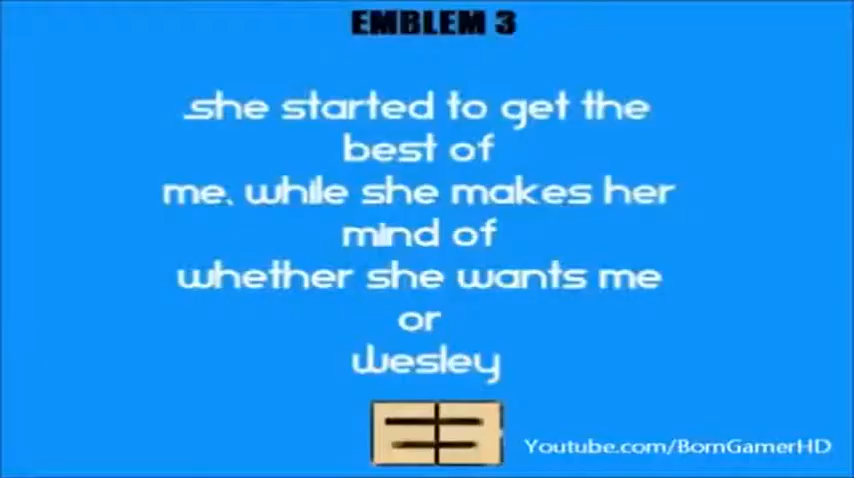 EMBLEM 3
she started to get the
best of
me, while she makes her
mind of
whether she wants me
or
Wesley
Youtube.com/BornGamerHD